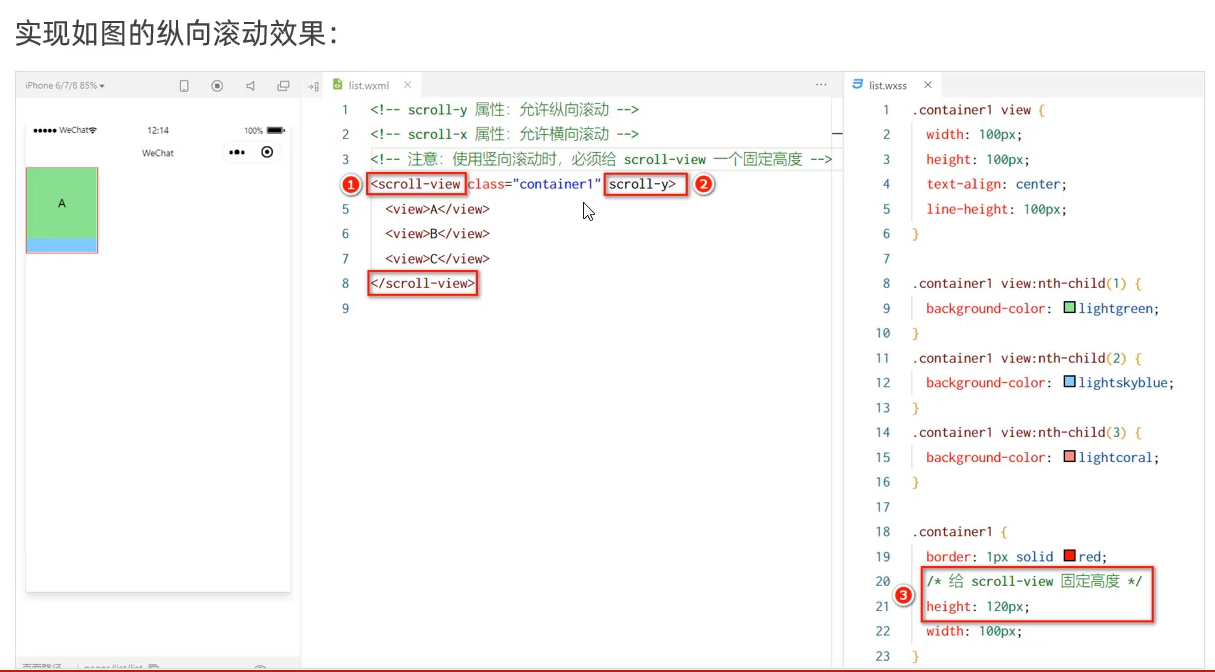 实现如图的纵向滚动效果：
iPhone 6/7/8 85%
list.wxml
list.wxss
WeChat
12:14
100%
WeChat
A
1 <!-- scroll-y 属性：允许纵向滚动 -->
2 <!-- scroll-x 属性：允许横向滚动 -->
3 <!-- 注意：使用竖向滚动时，必须给 scroll-view 一个固定高度 -->
1
4 <scroll-view class="container1" scroll-y>
2
5 <view>A</view>
6 <view>B</view>
7 <view>C</view>
8 </scroll-view>
9
1 .container1 view {
2 width: 100px;
3 height: 100px;
4 text-align: center;
5 line-height: 100px;
6 }
7
8 .container1 view:nth-child(1) {
9 background-color: lightgreen;
10 }
11 .container1 view:nth-child(2) {
12 background-color: lightskyblue;
13 }
14 .container1 view:nth-child(3) {
15 background-color: lightcoral;
16 }
17
18 .container1 {
19 border: 1px solid red;
20 /* 给 scroll-view 固定高度 */
3
21 height: 120px;
22 width: 100px;
23 }
页面路径 pages/list/list